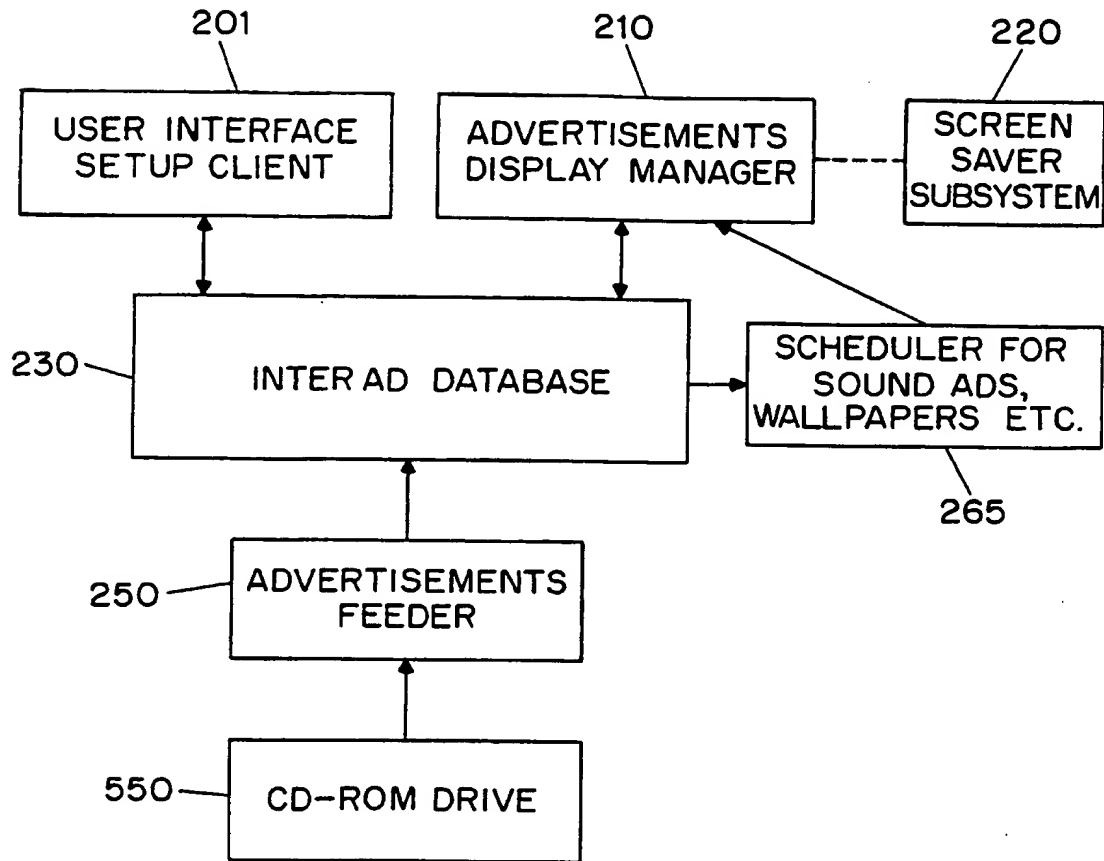 201
210
220
USER INTERFACE
SETUP CLIENT
ADVERTISEMENTS
DISPLAY MANAGER
SCREEN
SAVER
SUBSYSTEM
230
INTER AD DATABASE
SCHEDULER FOR
SOUND ADS,
WALLPAPERS ETC.
265
250
ADVERTISEMENTS
FEEDER
550
CD-ROM DRIVE